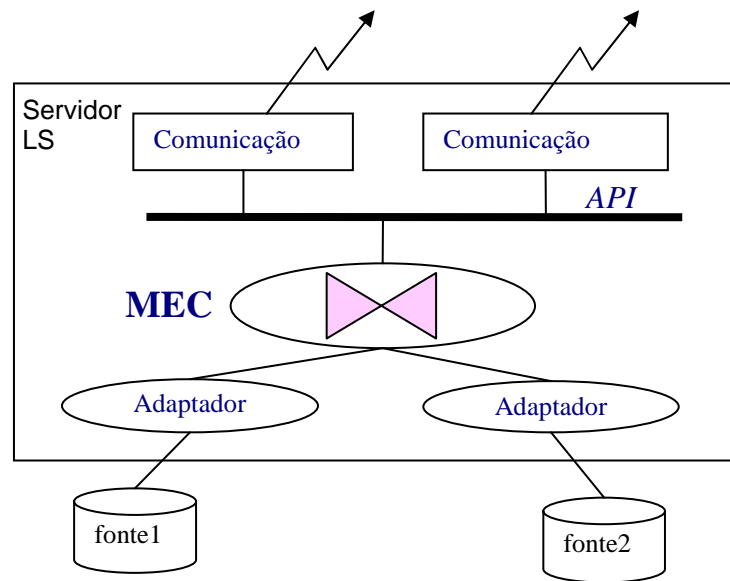 Servidor
LS
Comunicação
Comunicação
API
MEC
Adaptador
Adaptador
fonte1
fonte2